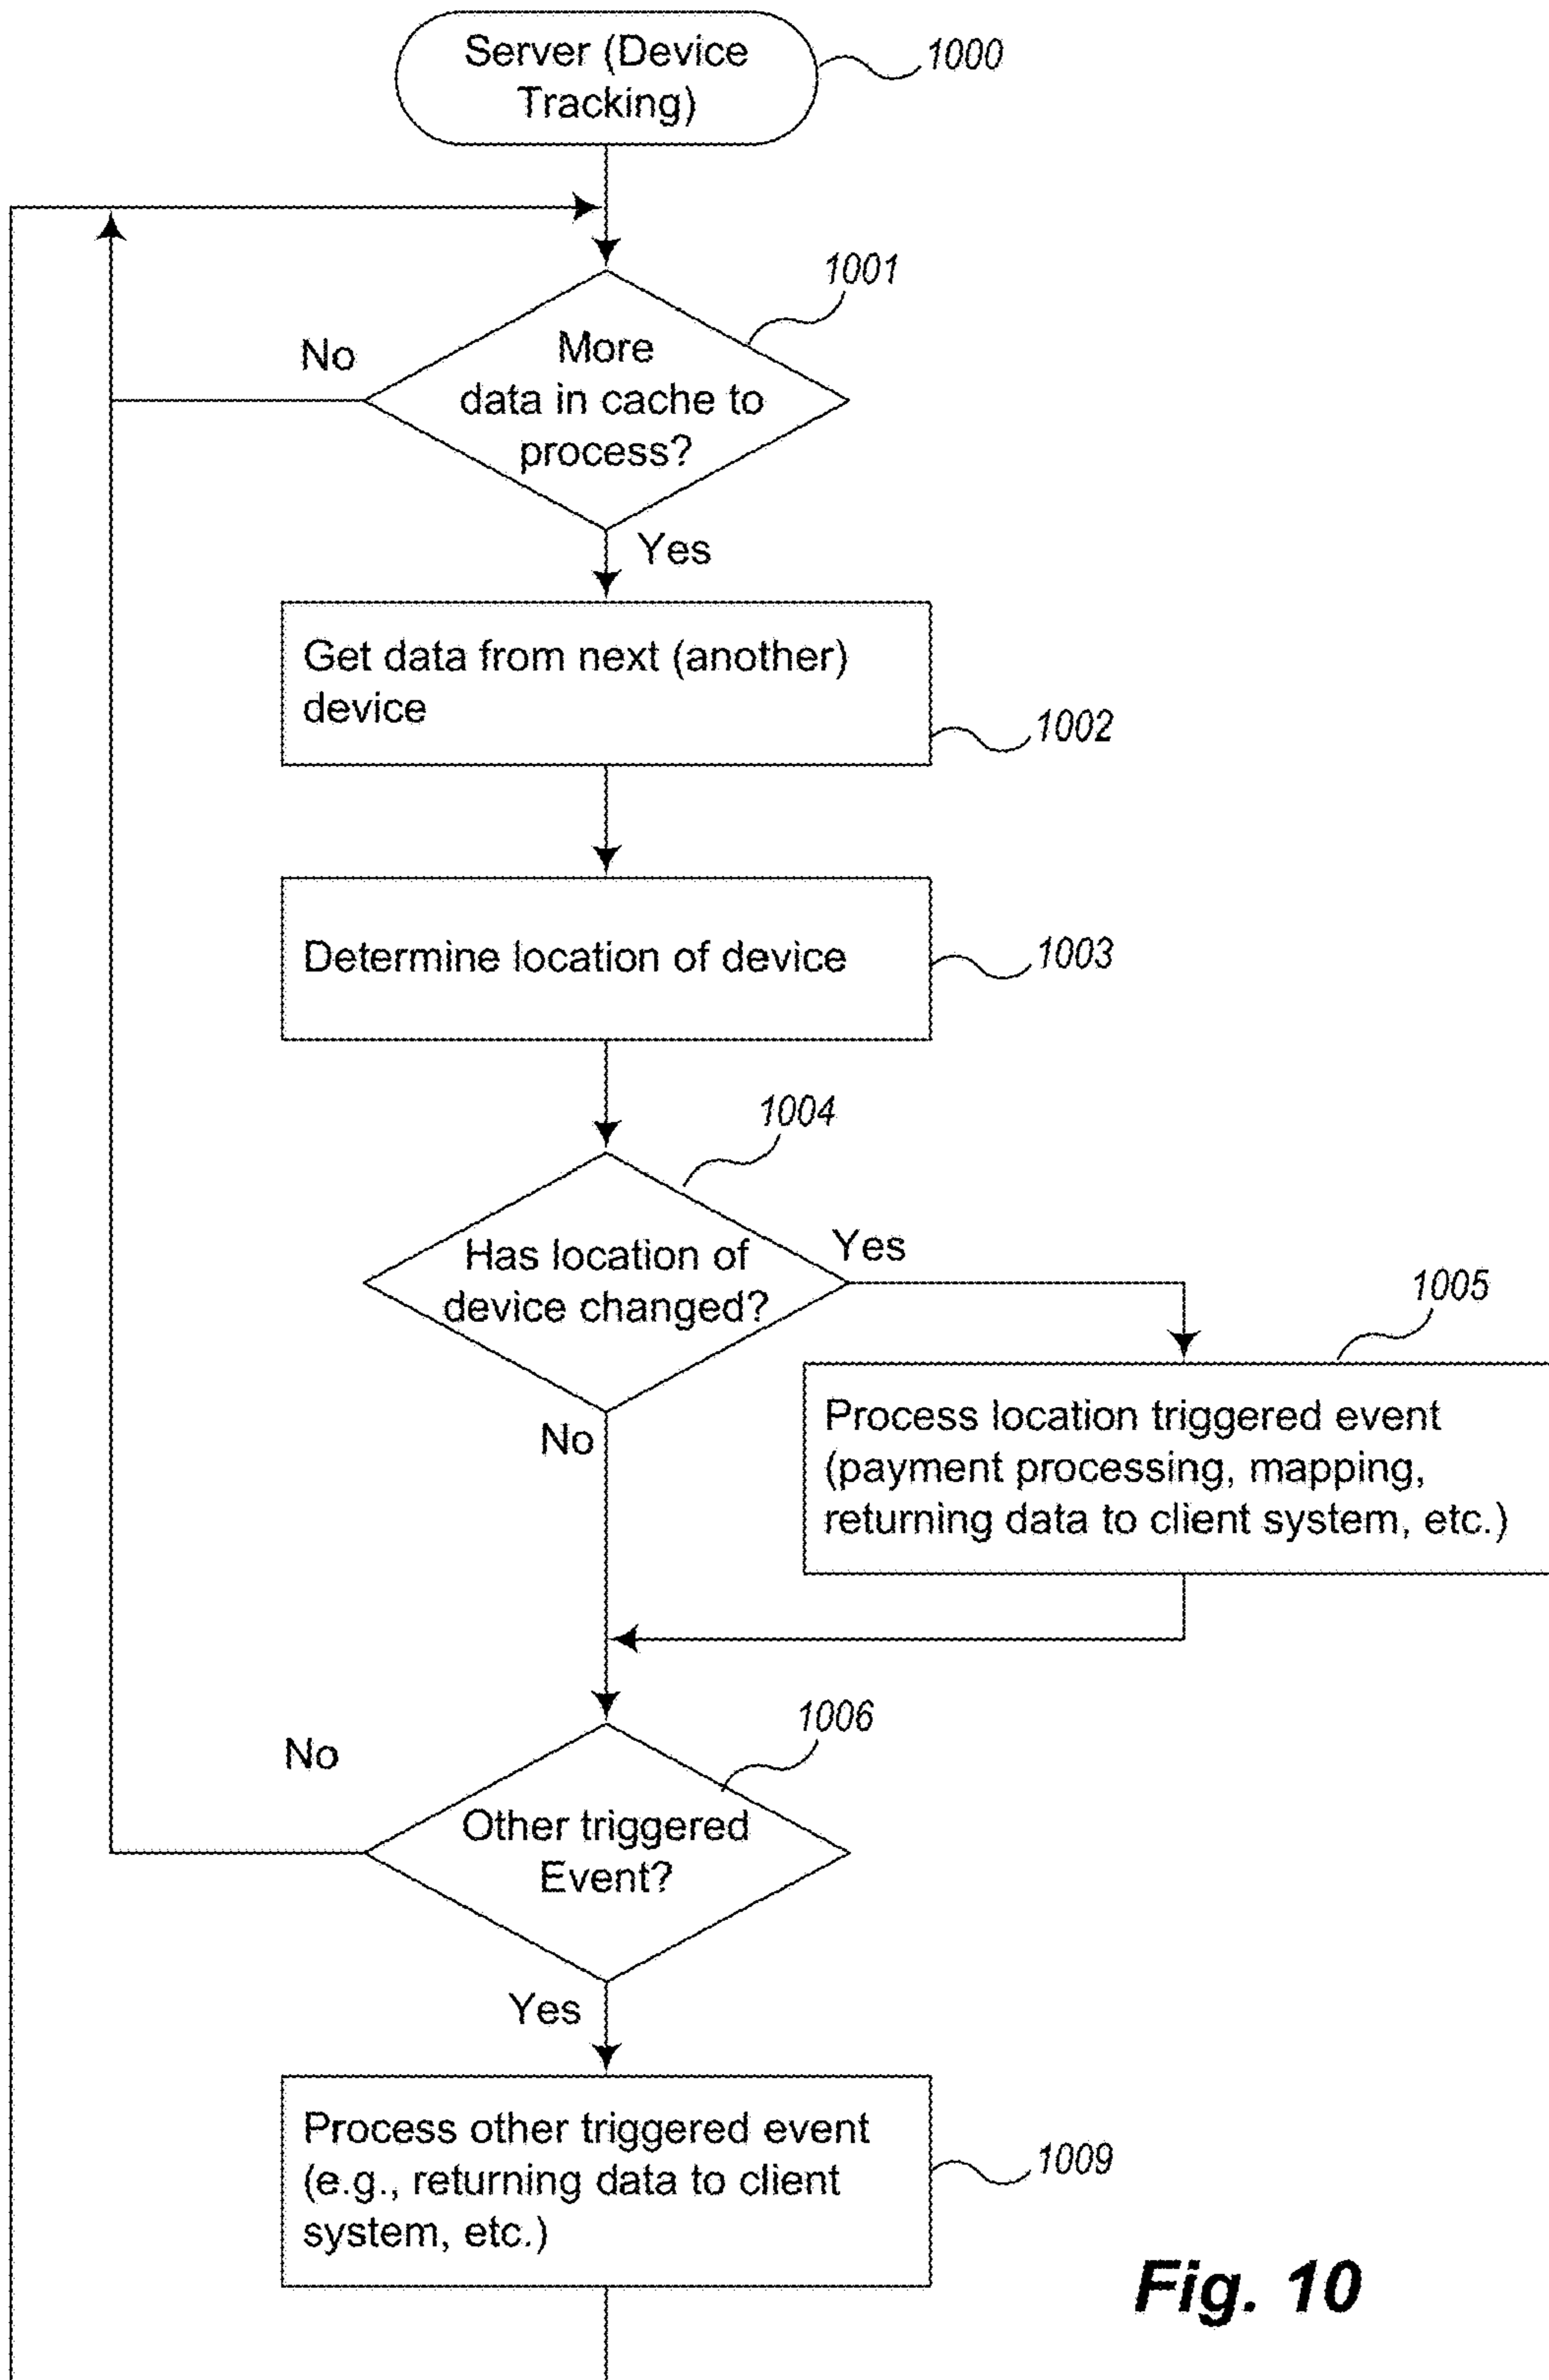 Server (Device
Tracking)
1000
1001
No
More
data in cache to
process?
Yes
Get data from next (another)
device
1002
Determine location of device
1003
1004
Has location of
device changed?
Yes
1005
No
Process location triggered event
(payment processing, mapping,
returning data to client system, etc.)
1006
No
Other triggered
Event?
Yes
Process other triggered event
(e.g., returning data to client
system, etc.)
1009
Fig. 10